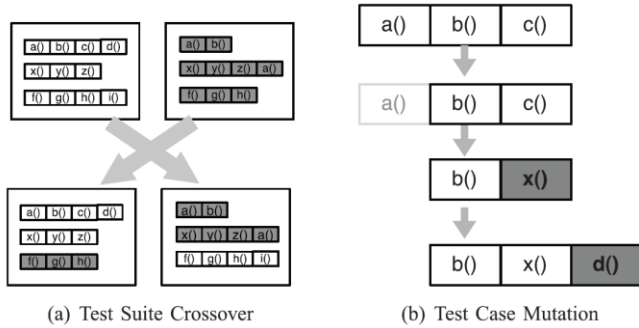 a() b() c() d()
x() y() z()
f() g() h() i()
a() b()
x() y() z() a()
f() g() h()
a() b() c() d()
x() y() z()
f() g() h()
a() b()
x() y() z() a()
f() g() h() i()
(a) Test Suite Crossover
a() b() c()
a() b() c()
b() x()
b() x() d()
(b) Test Case Mutation